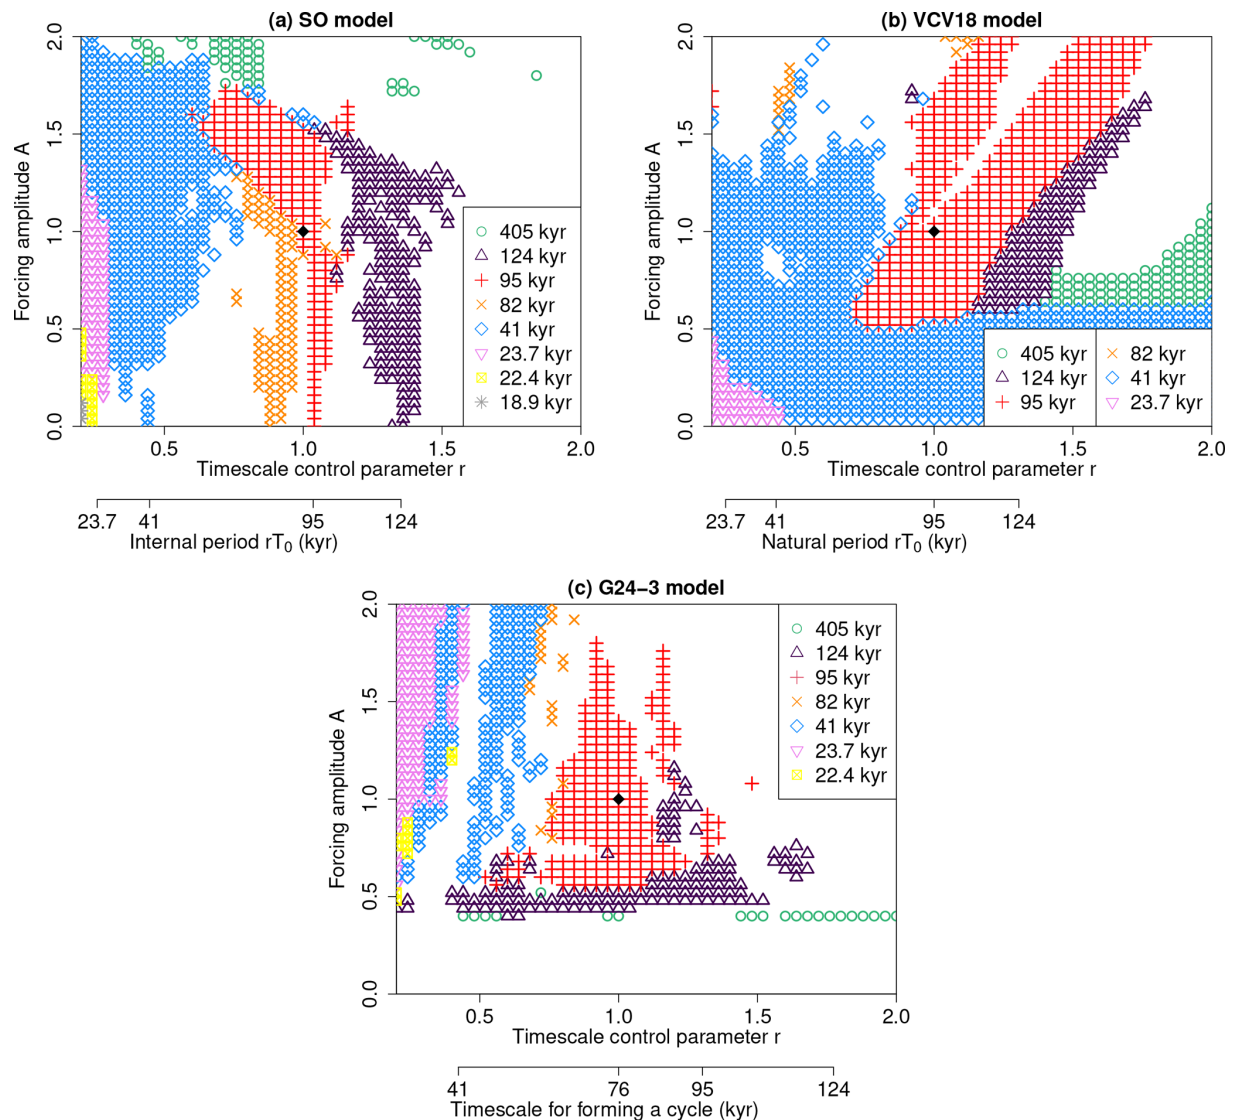 (a) SO model
Forcing amplitude A
2.0
1.5
1.0
0.5
0.0
405 kyr
124 kyr
95 kyr
82 kyr
41 kyr
23.7 kyr
22.4 kyr
18.9 kyr
0.5 1.0 1.5 2.0
Timescale control parameter r
23.7 41 95 124
Internal period rT0 (kyr)
(b) VCV18 model
Forcing amplitude A
2.0
1.5
1.0
0.5
0.0
405 kyr 82 kyr
124 kyr 41 kyr
95 kyr 23.7 kyr
0.5 1.0 1.5 2.0
Timescale control parameter r
23.7 41 95 124
Natural period rT0 (kyr)
(c) G24−3 model
Forcing amplitude A
2.0
1.5
1.0
0.5
0.0
405 kyr
124 kyr
95 kyr
82 kyr
41 kyr
23.7 kyr
22.4 kyr
0.5 1.0 1.5 2.0
Timescale control parameter r
41 76 95 124
Timescale for forming a cycle (kyr)